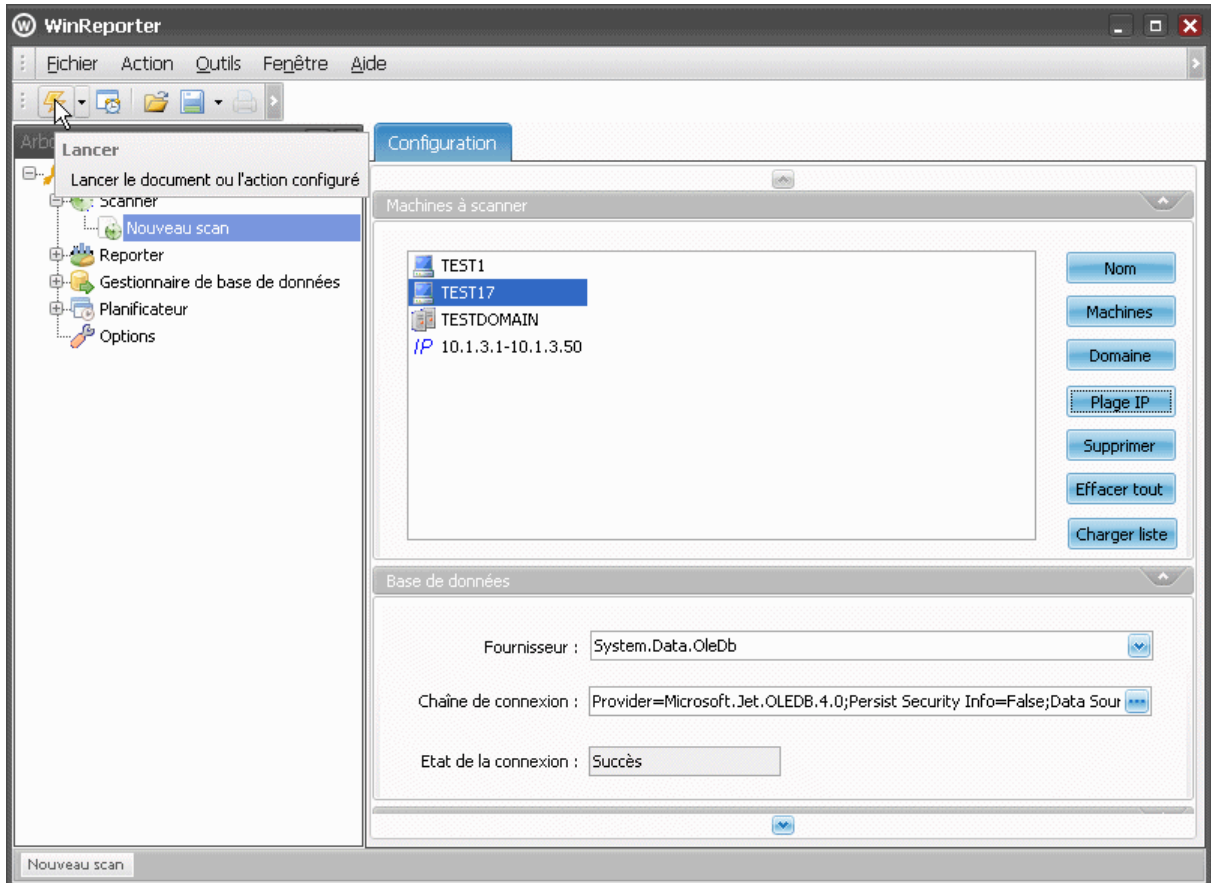 WinReporter
Fichier Action Outils Fenêtre Aide
Lancer
Lancer le document ou l'action configuré
Scanner
Nouveau scan
Reporter
Gestionnaire de base de données
Planificateur
Options
Configuration
Machines à scanner
TEST1
TEST17
TESTDOMAIN
IP 10.1.3.1-10.1.3.50
Nom
Machines
Domaine
Plage IP
Supprimer
Effacer tout
Charger liste
Base de données
Fournisseur : System.Data.OleDb
Chaîne de connexion : Provider=Microsoft.Jet.OLEDB.4.0;Persist Security Info=False;Data Sour
Etat de la connexion : Succès
Nouveau scan